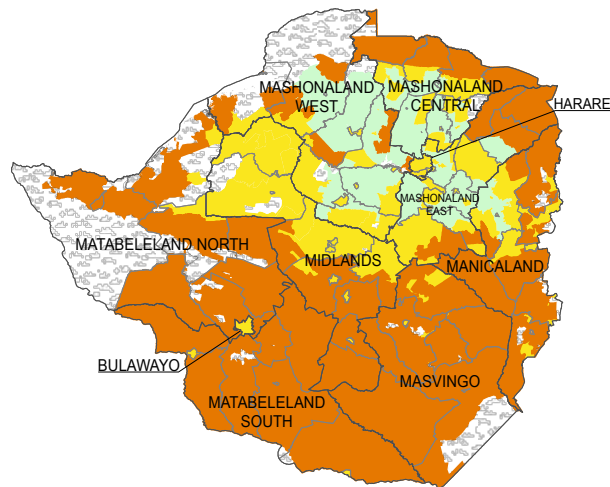 MASHONALAND
WEST
MASHONALAND
CENTRAL
HARARE
MASHONALAND
EAST
MATABELELAND NORTH
MIDLANDS
MANICALAND
BULAWAYO
MASVINGO
MATABELELAND
SOUTH